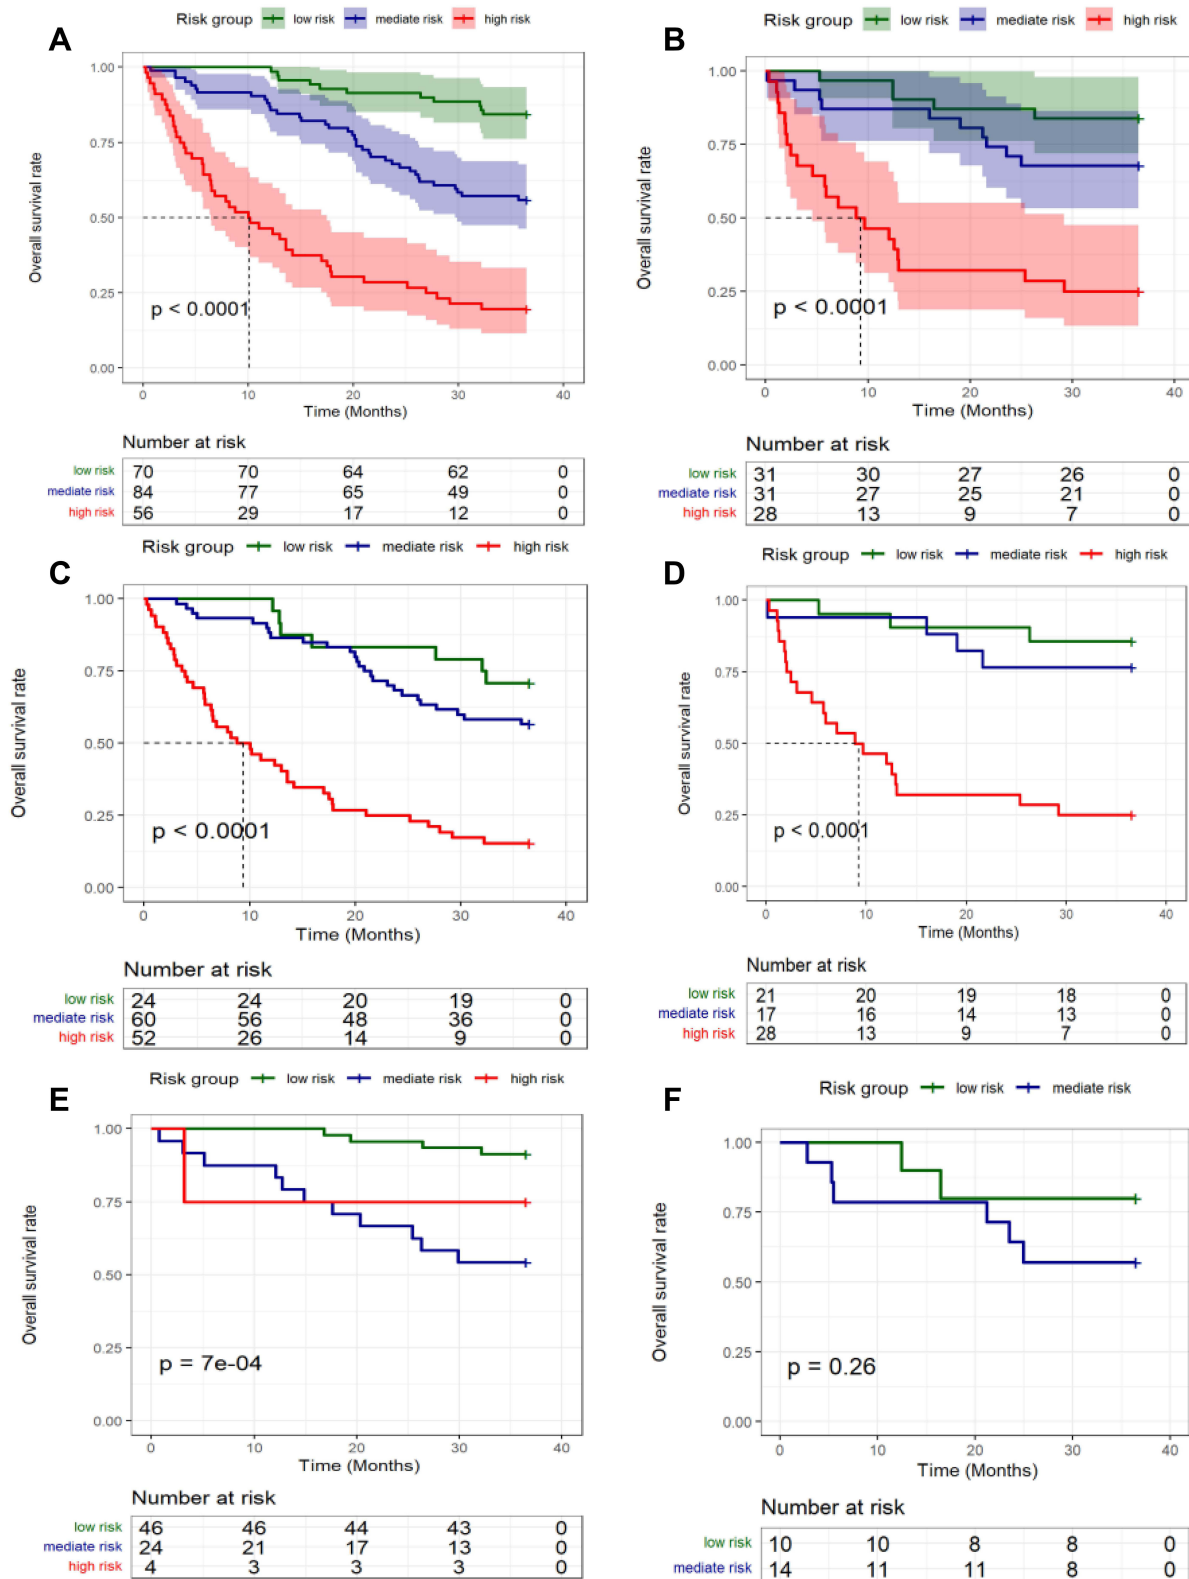 Risk group low risk mediate risk high risk
A
Overall survival rate
1.00
0.75
0.50
0.25
0.00
p < 0.0001
0 10 20 30 40
Time (Months)
Number at risk
low risk 70 70 64 62 0
mediate risk 84 77 65 49 0
high risk 56 29 17 12 0
Risk group low risk mediate risk high risk
B
Overall survival rate
1.00
0.75
0.50
0.25
0.00
p < 0.0001
0 10 20 30 40
Time (Months)
Number at risk
low risk 31 30 27 26 0
mediate risk 31 27 25 21 0
high risk 28 13 9 7 0
Risk group low risk mediate risk high risk
C
Overall survival rate
1.00
0.75
0.50
0.25
0.00
p < 0.0001
0 10 20 30 40
Time (Months)
Number at risk
low risk 24 24 20 19 0
mediate risk 60 56 48 36 0
high risk 52 26 14 9 0
Risk group low risk mediate risk high risk
D
Overall survival rate
1.00
0.75
0.50
0.25
0.00
p < 0.0001
0 10 20 30 40
Time (Months)
Number at risk
low risk 21 20 19 18 0
mediate risk 17 16 14 13 0
high risk 28 13 9 7 0
Risk group low risk mediate risk high risk
E
Overall survival rate
1.00
0.75
0.50
0.25
0.00
p = 7e-04
0 10 20 30 40
Time (Months)
Number at risk
low risk 46 46 44 43 0
mediate risk 24 21 17 13 0
high risk 4 3 3 3 0
Risk group low risk mediate risk
F
Overall survival rate
1.00
0.75
0.50
0.25
0.00
p = 0.26
0 10 20 30 40
Time (Months)
Number at risk
low risk 10 10 8 8 0
mediate risk 14 11 11 8 0